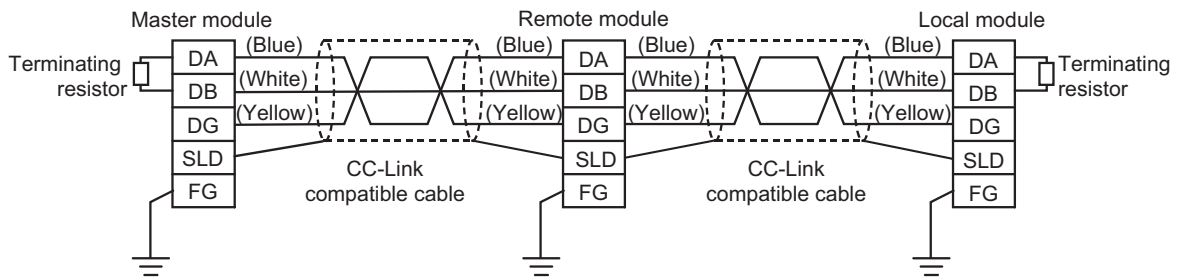 Master module
Remote module
Local module
Terminating
resistor
DA
DB
DG
SLD
FG
(Blue)
(White)
(Yellow)
CC-Link
compatible cable
(Blue)
(White)
(Yellow)
DA
DB
DG
SLD
FG
(Blue)
(White)
(Yellow)
CC-Link
compatible cable
(Blue)
(White)
(Yellow)
DA
DB
DG
SLD
FG
Terminating
resistor